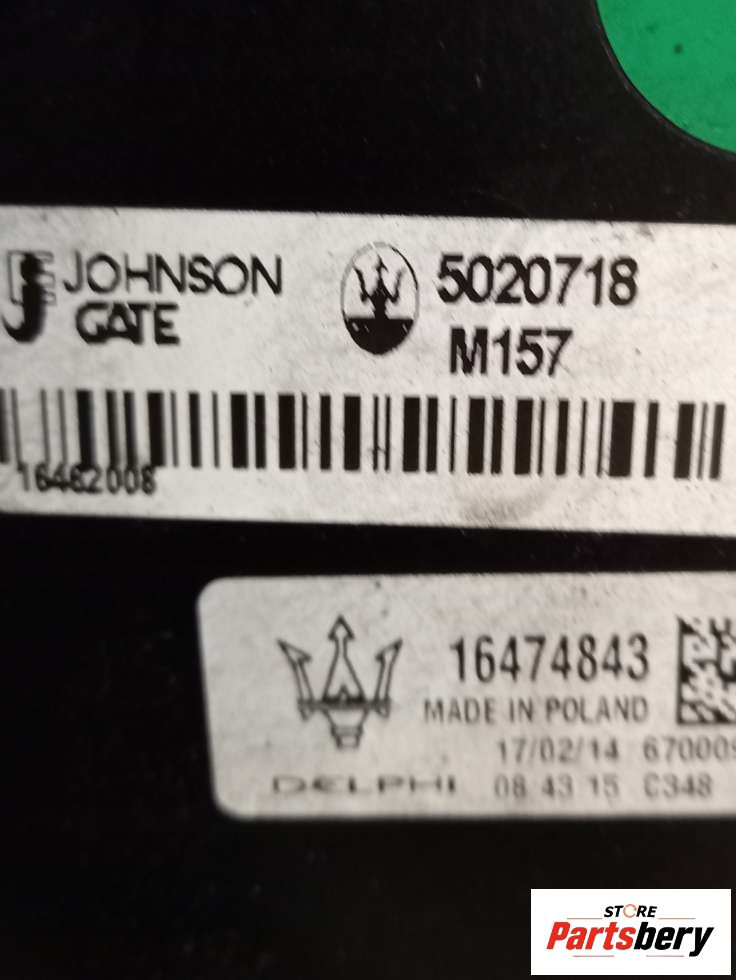 JOHNSON
GATE
5020718
M157
16462008
16474843
MADE IN POLAND
17/02/14 670009
DELPHI 08 43 15 C348
STORE
Partsbery